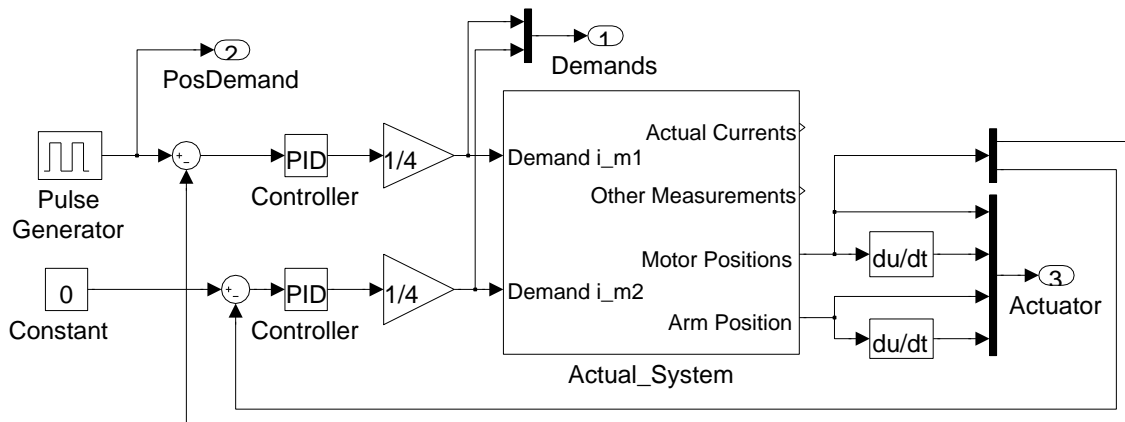 1
Demands
2
PosDemand
Actual Currents
Demand i_m1
PID
1/4
Controller
Pulse
Generator
Other Measurements
Motor Positions
du/dt
3
Actuator
0
Constant
PID
1/4
Controller
Demand i_m2
Arm Position
du/dt
Actual_System